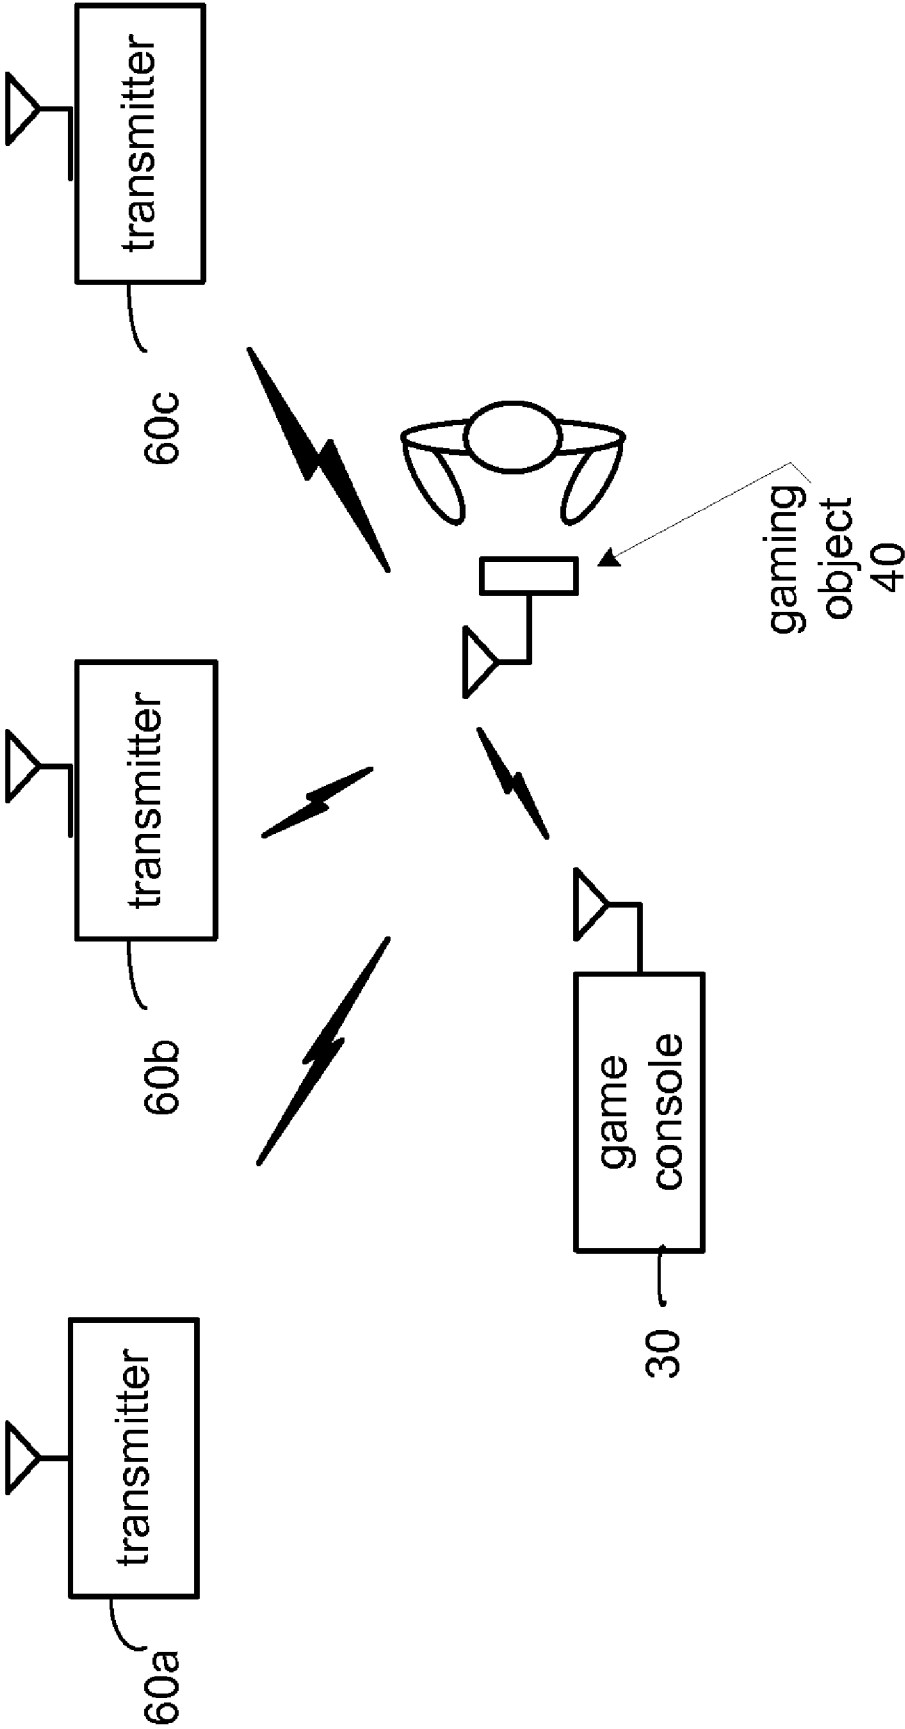 transmitter
60a
transmitter
60b
transmitter
60c
game
console
30
gaming
object
40